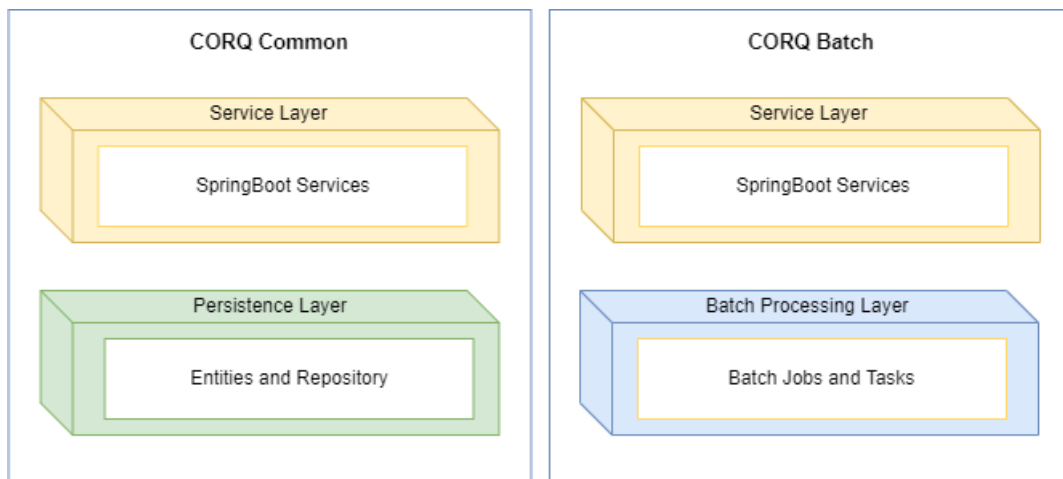 CORQ Common
Service Layer
SpringBoot Services
Persistence Layer
Entities and Repository
CORQ Batch
Service Layer
SpringBoot Services
Batch Processing Layer
Batch Jobs and Tasks